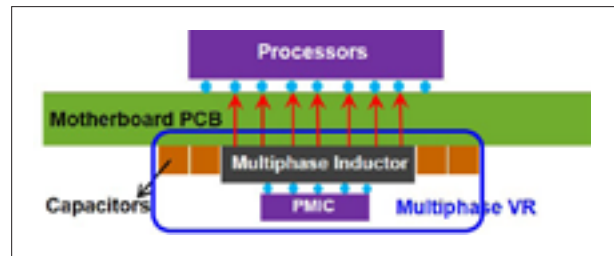 Processors
Motherboard PCB
Multiphase Inductor
Capacitors
PMIC
Multiphase VR